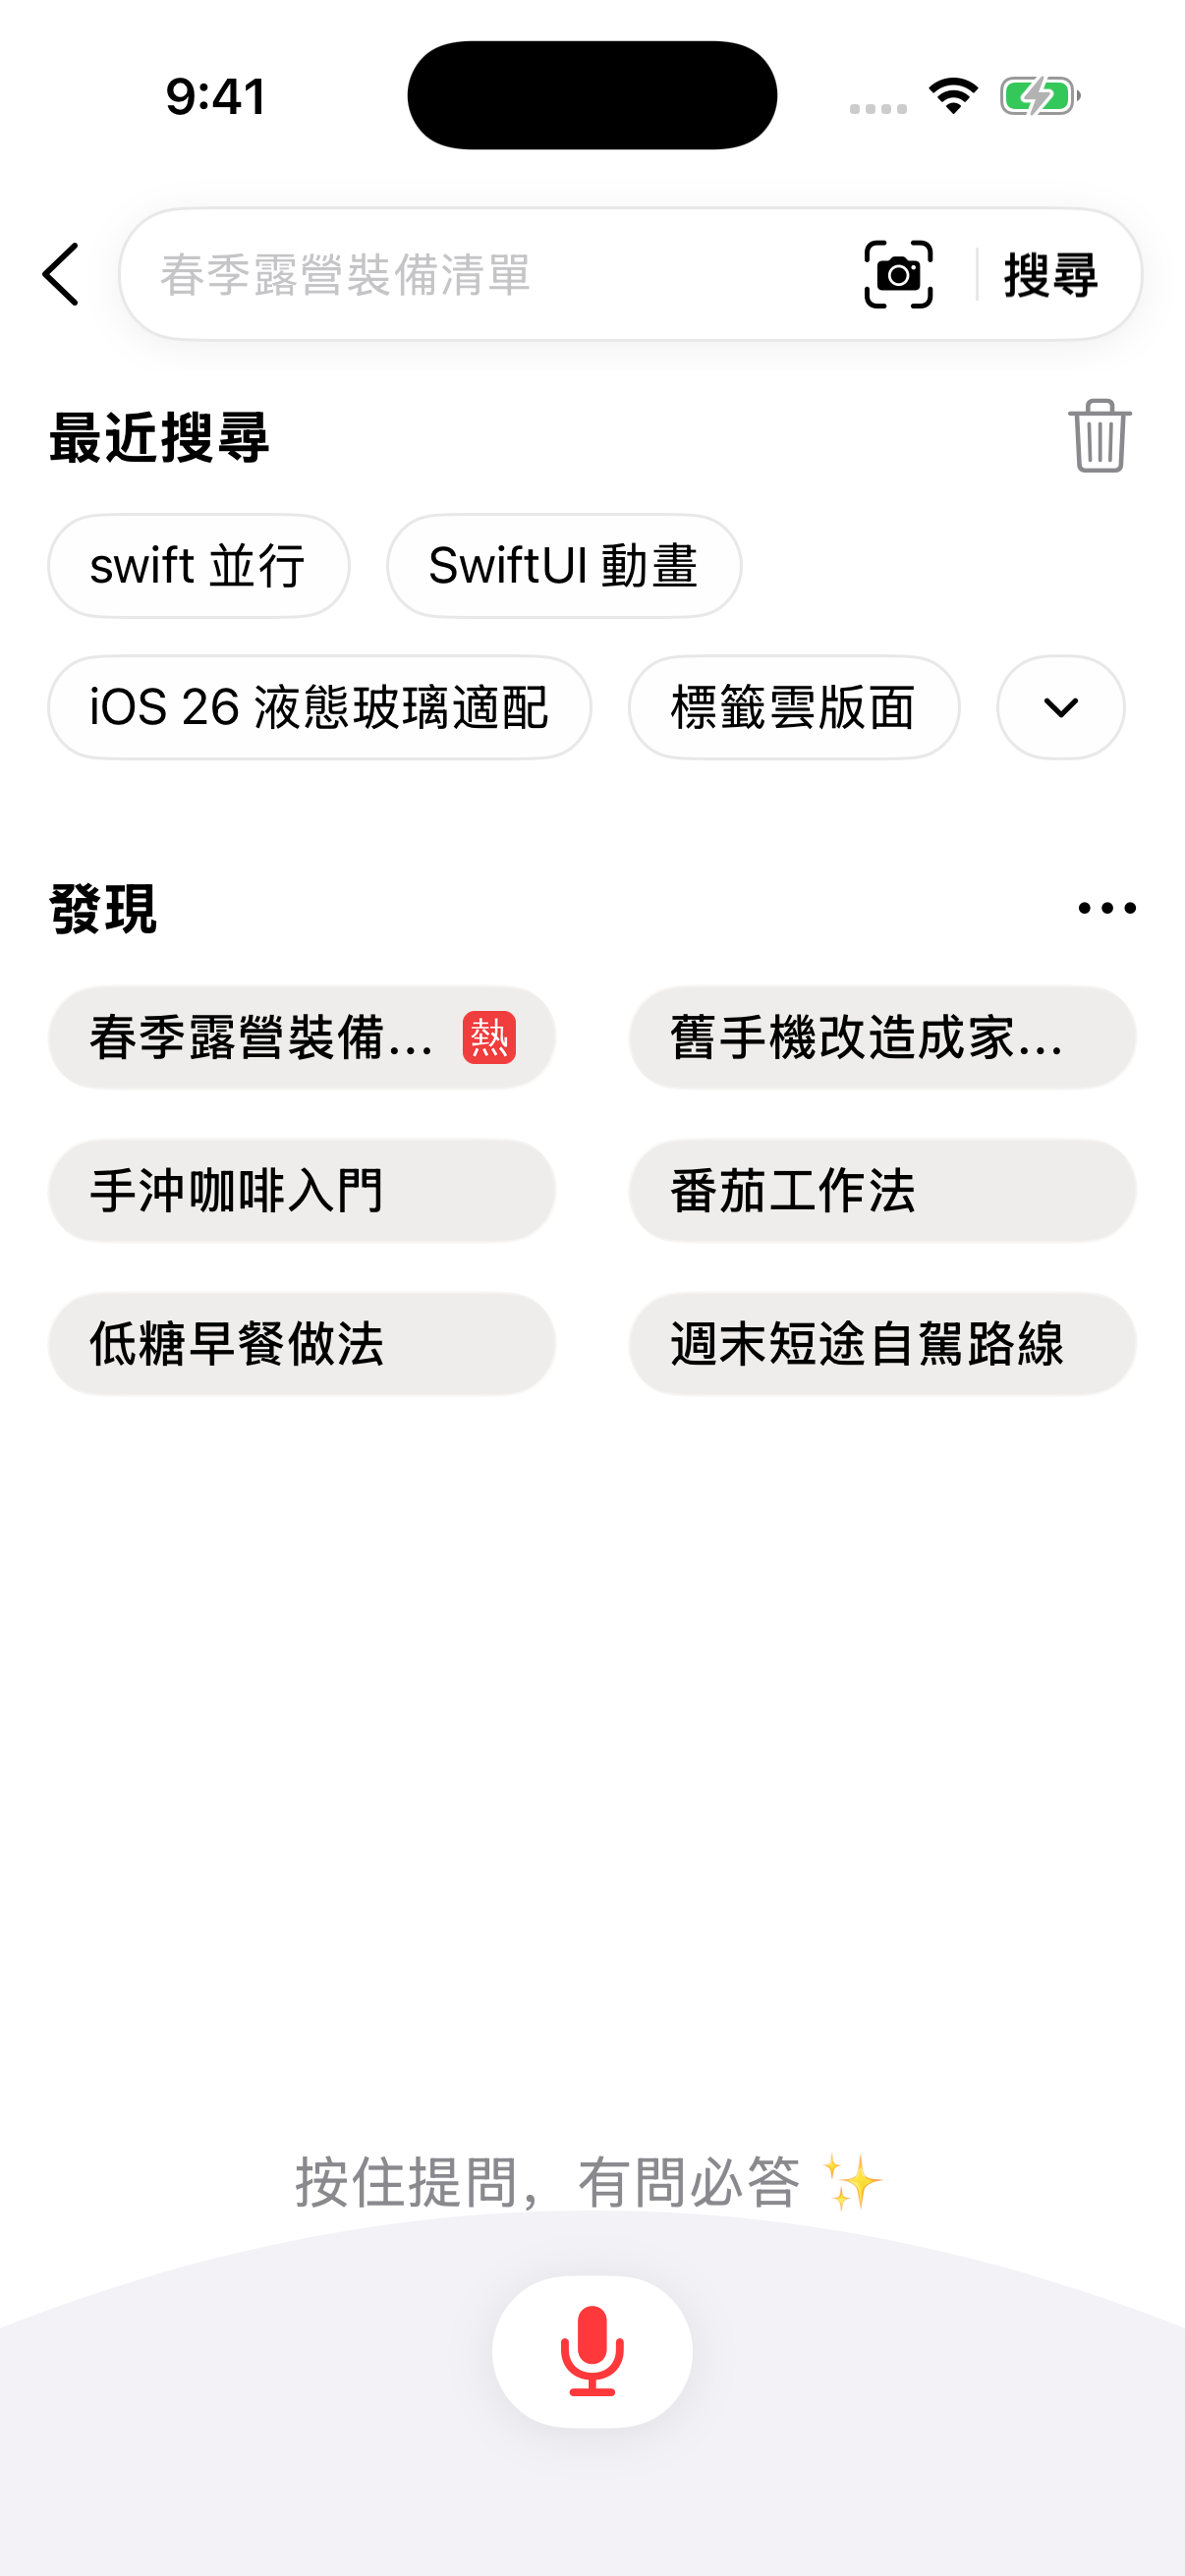 9:41
春季露營裝備清單
搜尋
最近搜尋
swift 並行
SwiftUI 動畫
iOS 26 液態玻璃適配
標籤雲版面
發現
春季露營裝備...
熱
舊手機改造成家...
手沖咖啡入門
番茄工作法
低糖早餐做法
週末短途自駕路線
按住提問，有問必答 ✨